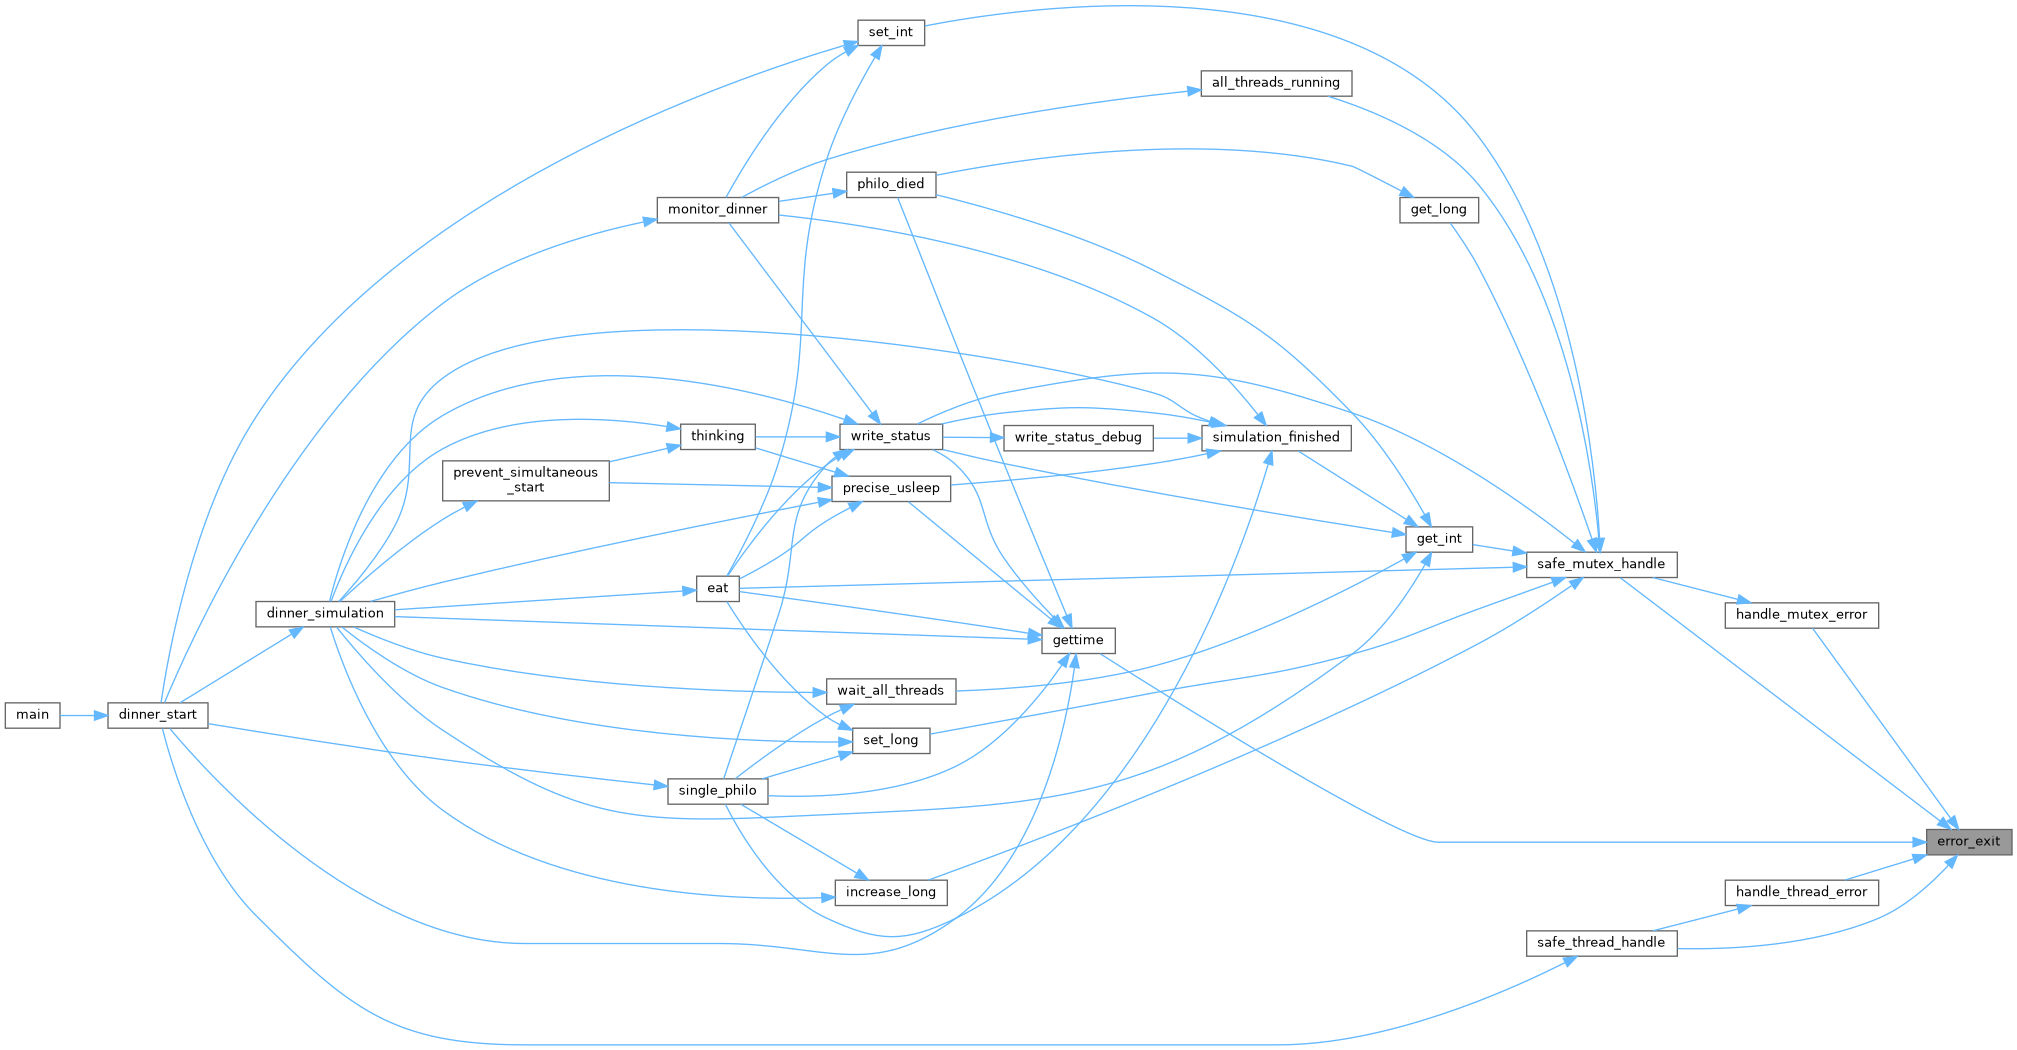 set_int
all_threads_running
philo_died
monitor_dinner
get_long
thinking
write_status
write_status_debug
simulation_finished
prevent_simultaneous
_start
precise_usleep
get_int
safe_mutex_handle
eat
dinner_simulation
handle_mutex_error
gettime
wait_all_threads
main
dinner_start
set_long
single_philo
error_exit
increase_long
handle_thread_error
safe_thread_handle